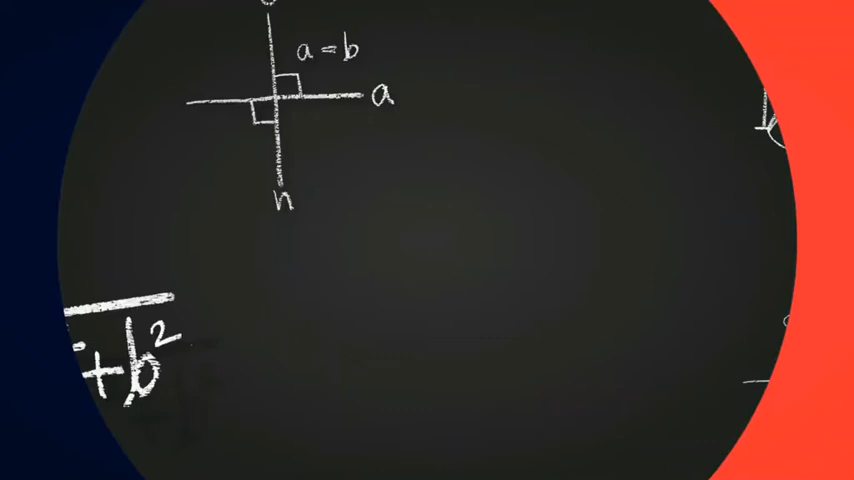 a = b
a
n
+b²